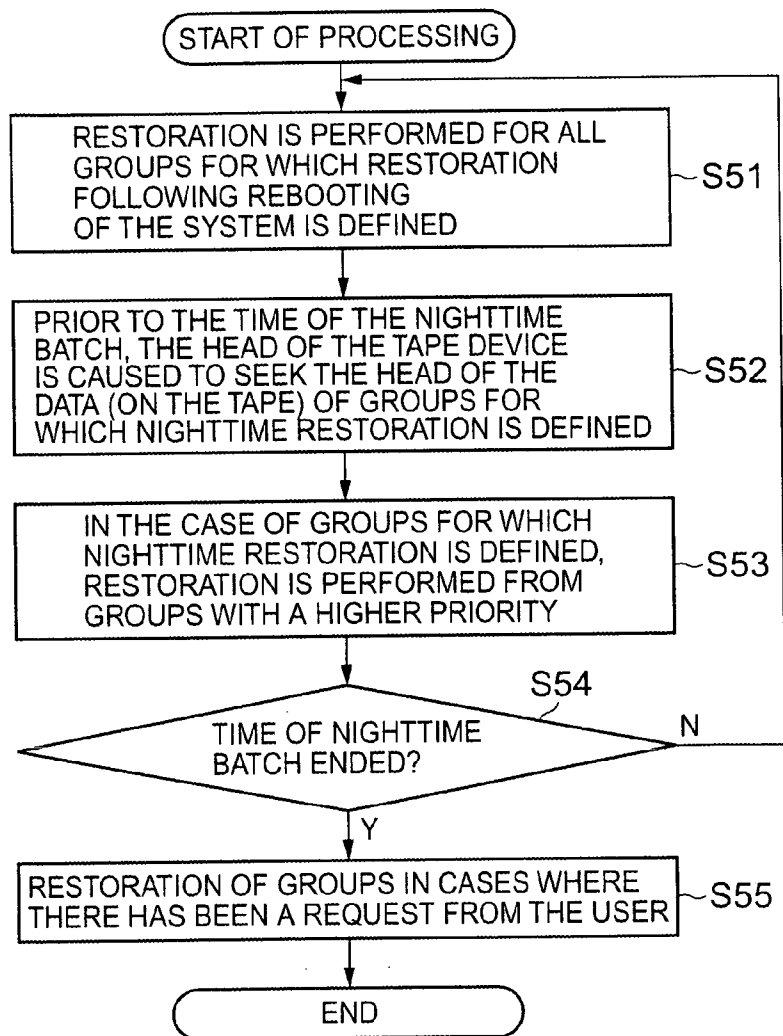 START OF PROCESSING
RESTORATION IS PERFORMED FOR ALL
GROUPS FOR WHICH RESTORATION
FOLLOWING REBOOTING
OF THE SYSTEM IS DEFINED
S51
PRIOR TO THE TIME OF THE NIGHTTIME
BATCH, THE HEAD OF THE TAPE DEVICE
IS CAUSED TO SEEK THE HEAD OF THE
DATA (ON THE TAPE) OF GROUPS FOR
WHICH NIGHTTIME RESTORATION IS DEFINED
S52
IN THE CASE OF GROUPS FOR WHICH
NIGHTTIME RESTORATION IS DEFINED,
RESTORATION IS PERFORMED FROM
GROUPS WITH A HIGHER PRIORITY
S53
S54
TIME OF NIGHTTIME
BATCH ENDED?
N
Y
RESTORATION OF GROUPS IN CASES WHERE
THERE HAS BEEN A REQUEST FROM THE USER
S55
END